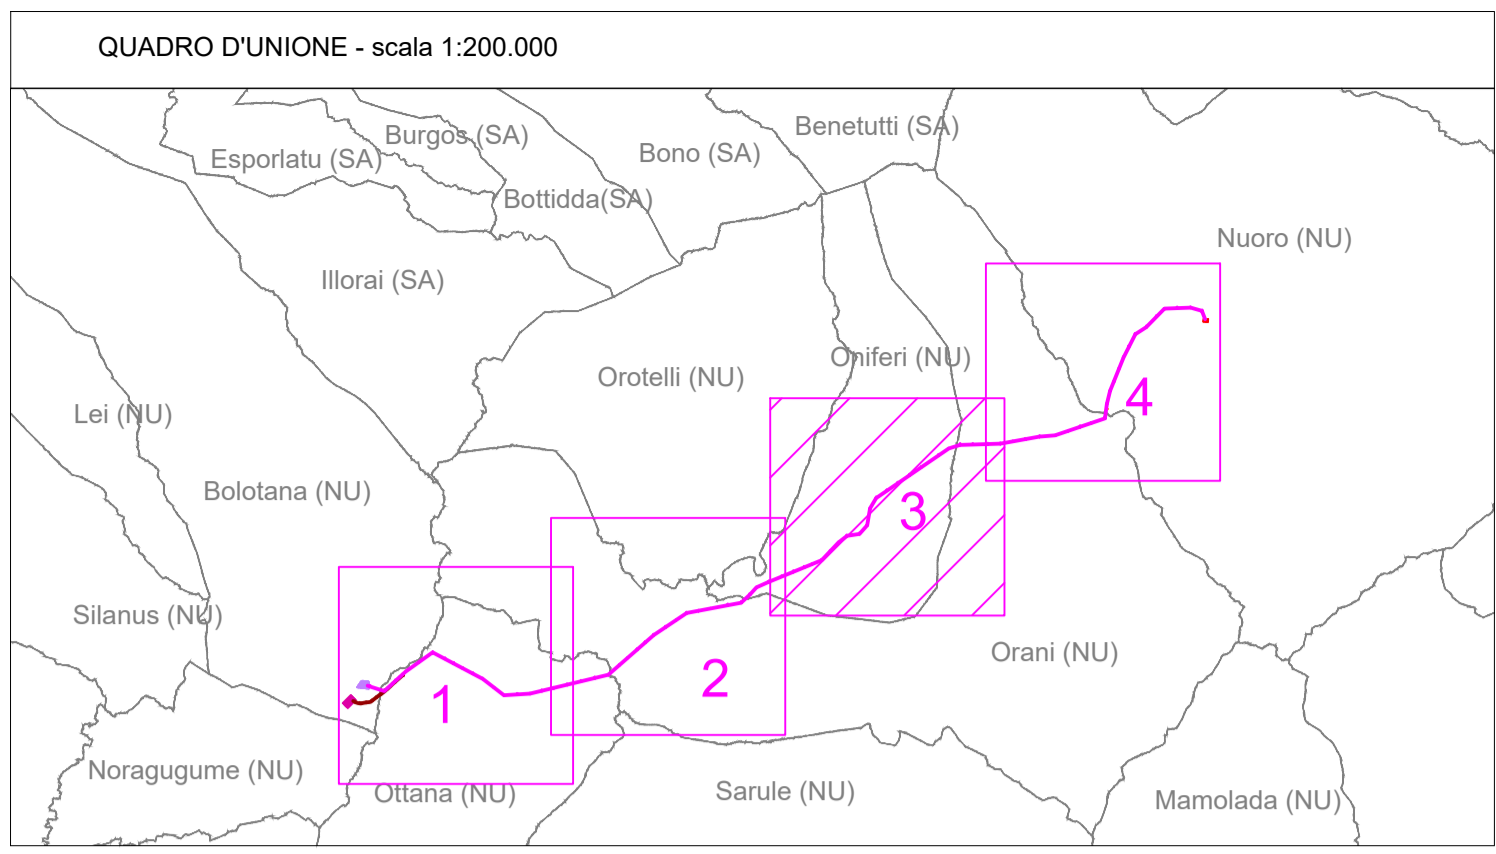 QUADRO D'UNIONE - scala 1:200.000
Benetutti (SA)
Burgos (SA)
Bono (SA)
Esporlatu (SA)
Bottidda(SA)
Nuoro (NU)
Illorai (SA)
Oniferi (NU)
Orotelli (NU)
4
Lei (NU)
Bolotana (NU)
3
Silanus (NU)
Orani (NU)
2
1
Noragugume (NU)
Ottana (NU)
Sarule (NU)
Mamolada (NU)